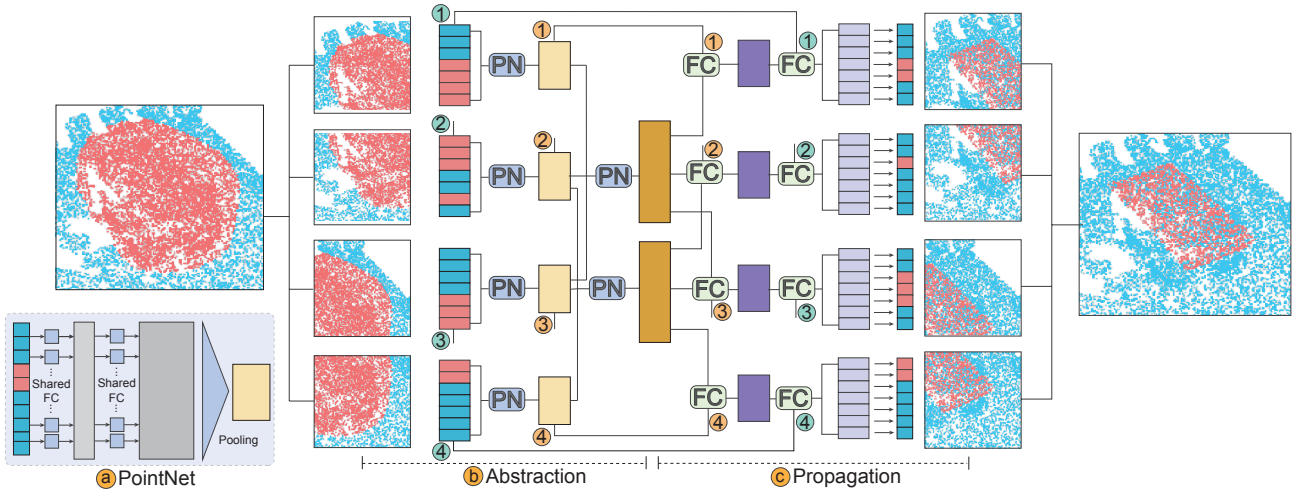 1 1 1 1
PN FC FC
2 2 2 2
PN PN FC FC
PN PN FC FC
3 3 3 3
PN FC FC
4 4 4 4
Shared Shared
FC FC
Pooling
a PointNet b Abstraction c Propagation